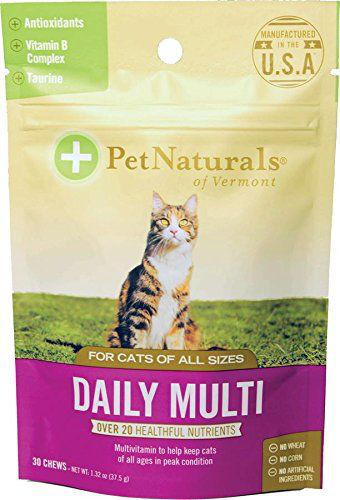 + Antioxidants
+ Vitamin B
Complex
+ Taurine
MANUFACTURED
IN THE
U.S.A
+ PetNaturals®
of Vermont
FOR CATS OF ALL SIZES
DAILY MULTI
OVER 20 HEALTHFUL NUTRIENTS
Multivitamin to help keep cats
of all ages in peak condition
30 CHEWS • NET WT. 1.32 OZ (37.5 g)
NO WHEAT
NO CORN
NO ARTIFICIAL
INGREDIENTS